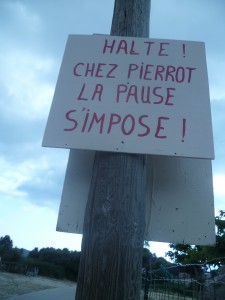 HALTE !
CHEZ PIERROT
LA PAUSE
S'IMPOSE !